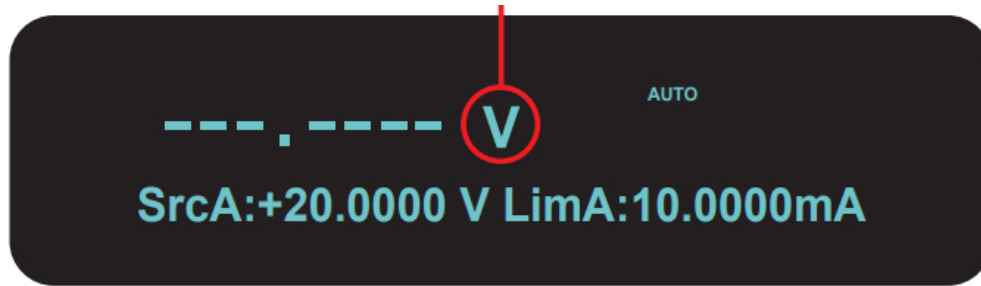 AUTO
---.---- V
SrcA:+20.0000 V LimA:10.0000mA